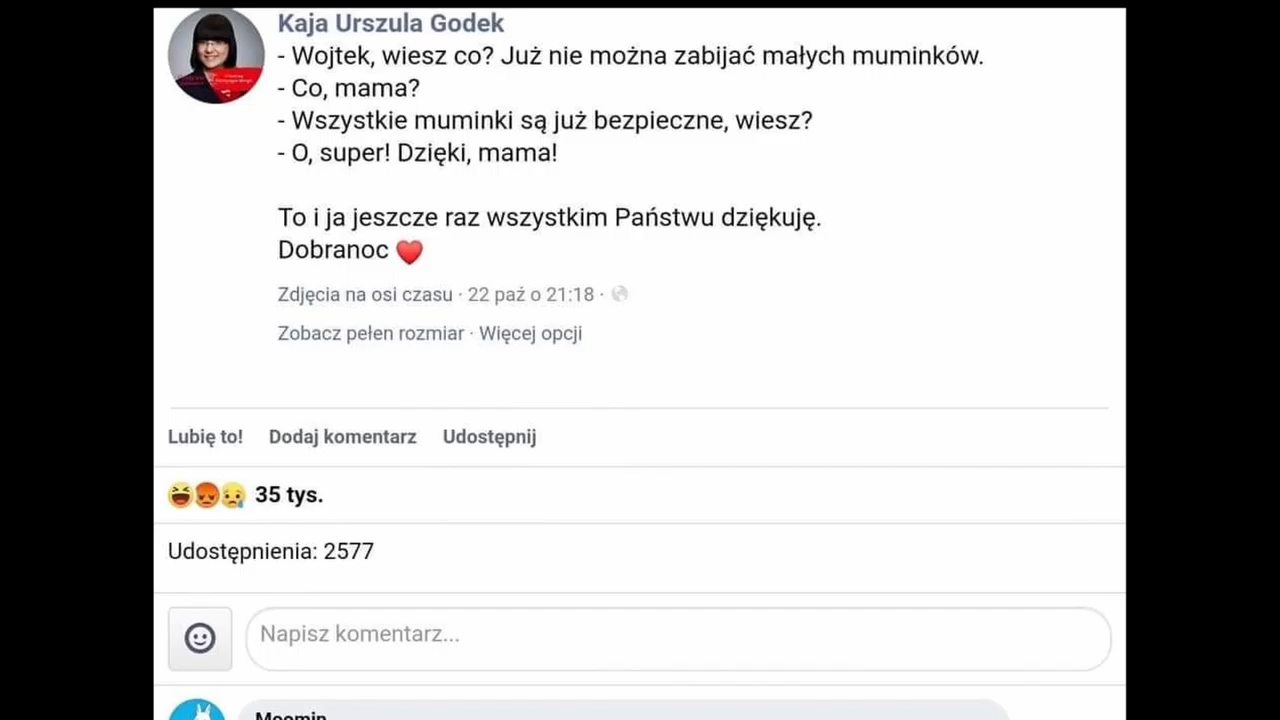 Kaja Urszula Godek
- Wojtek, wiesz co? Już nie można zabijać małych muminków.
- Co, mama?
- Wszystkie muminki są już bezpieczne, wiesz?
- O, super! Dzięki, mama!
To i ja jeszcze raz wszystkim Państwu dziękuję.
Dobranoc ❤️
Zdjęcia na osi czasu · 22 paź o 21:18 ·
Zobacz pełen rozmiar · Więcej opcji
Lubię to! Dodaj komentarz Udostępnij
35 tys.
Udostępnienia: 2577
Napisz komentarz...
Moomin